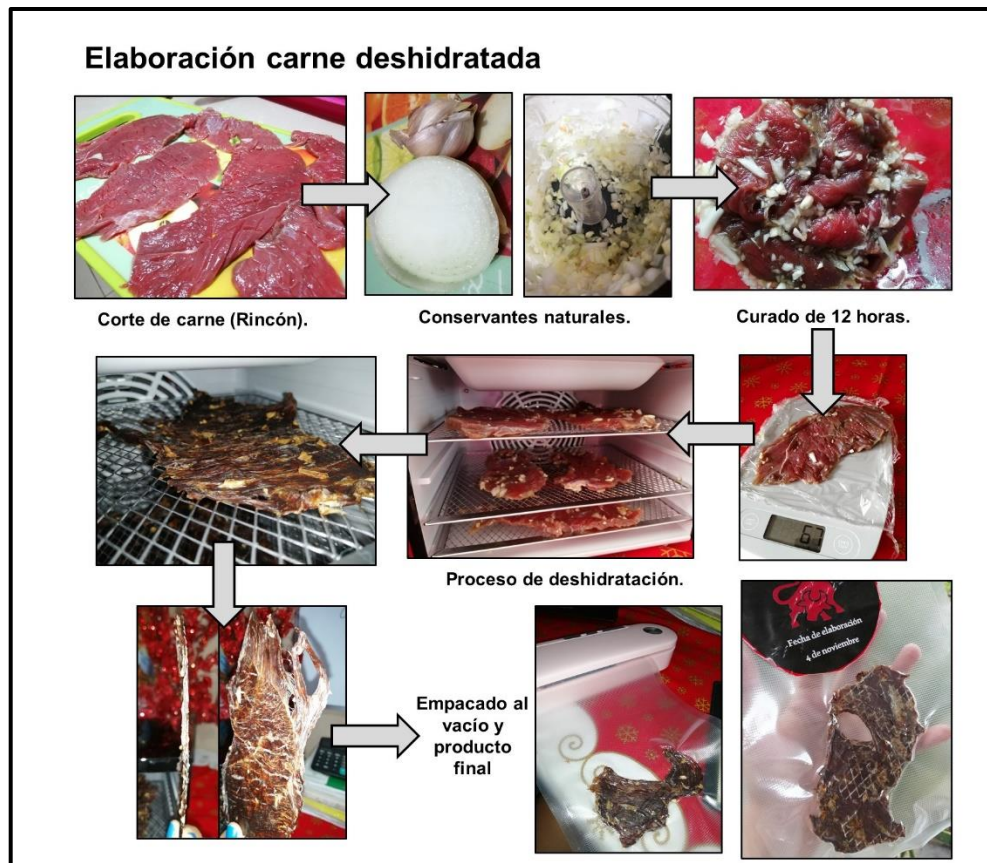 Elaboración carne deshidratada
Corte de carne (Rincón).
Conservantes naturales.
Curado de 12 horas.
Proceso de deshidratación.
67
Empacado al
vacío y
producto
final
Fecha de elaboración
4 de noviembre